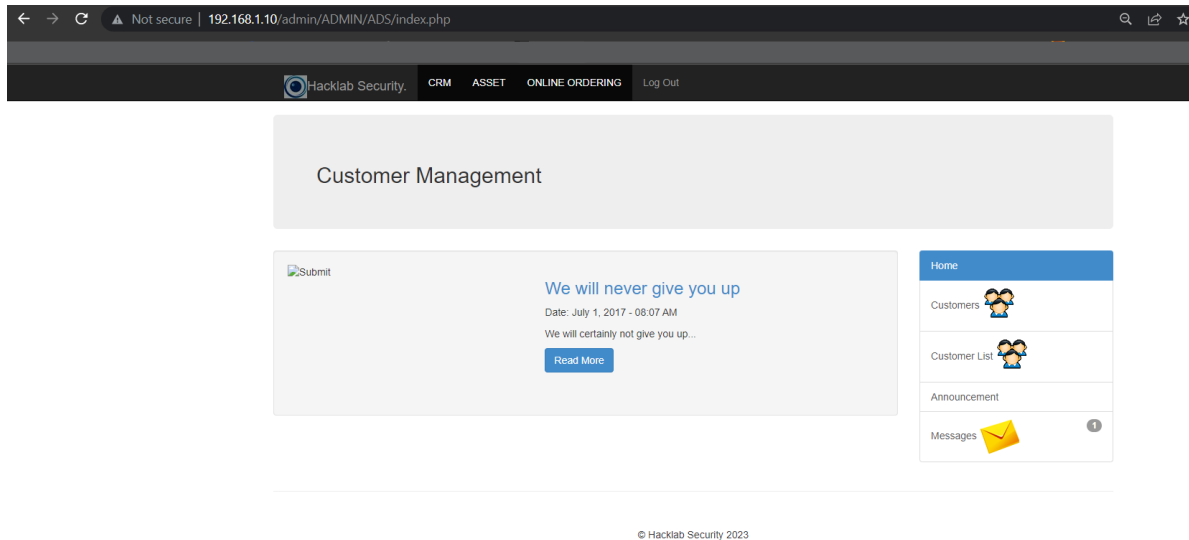 Not secure | 192.168.1.10/admin/ADMIN/ADS/index.php
Hacklab Security. CRM ASSET ONLINE ORDERING Log Out
Customer Management
Submit
We will never give you up
Date: July 1, 2017 - 08:07 AM
We will certainly not give you up...
Read More
Home
Customers
Customer List
Announcement
Messages 1
© Hacklab Security 2023